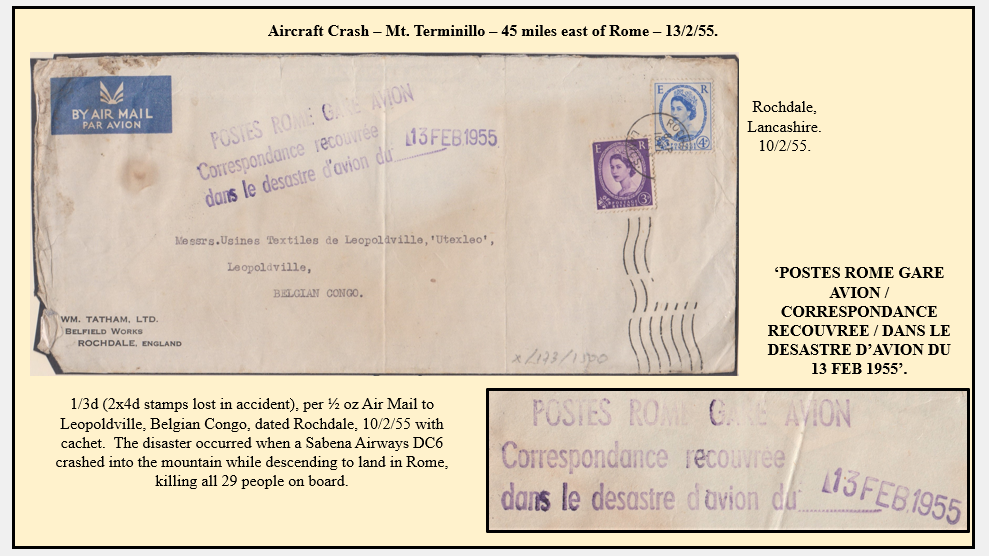 Aircraft Crash – Mt. Terminillo – 45 miles east of Rome – 13/2/55.
BY AIR MAIL
PAR AVION
POSTES ROME GARE AVION
Correspondance recouvrée
dans le desastre d'avion du 13 FEB 1955
E R
4D
E R
3D
Rochdale,
Lancashire.
10/2/55.
Messrs.Usines Textiles de Leopoldville,'Utexleo',
Leopoldville,
BELGIAN CONGO.
WM. TATHAM, LTD.
BELFIELD WORKS
ROCHDALE, ENGLAND
x/173/1500
‘POSTES ROME GARE
AVION /
CORRESPONDANCE
RECOUVREE / DANS LE
DESASTRE D’AVION DU
13 FEB 1955’.
1/3d (2x4d stamps lost in accident), per ½ oz Air Mail to
Leopoldville, Belgian Congo, dated Rochdale, 10/2/55 with
cachet.  The disaster occurred when a Sabena Airways DC6
crashed into the mountain while descending to land in Rome,
killing all 29 people on board.
POSTES ROME GARE AVION
Correspondance recouvrée
dans le desastre d'avion du 13 FEB 1955